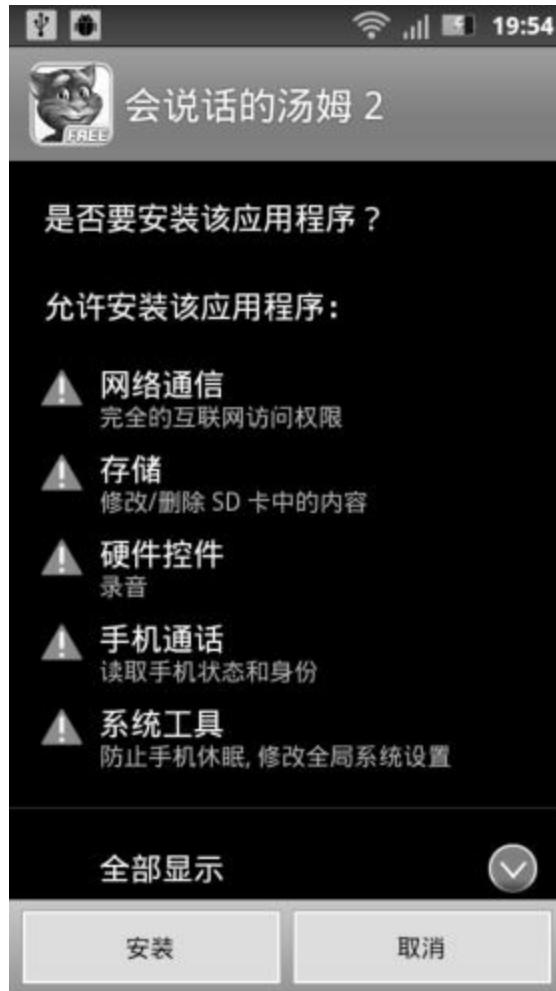 19:54
FREE
会说话的汤姆 2
是否要安装该应用程序？
允许安装该应用程序：
网络通信
完全的互联网访问权限
存储
修改/删除 SD 卡中的内容
硬件控件
录音
手机通话
读取手机状态和身份
系统工具
防止手机休眠, 修改全局系统设置
全部显示
安装
取消